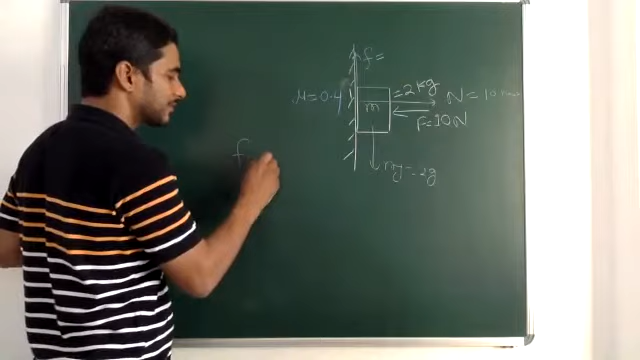 f=
μ=0.4
m
=2kg
N=10
F=10N
mg=2g
f